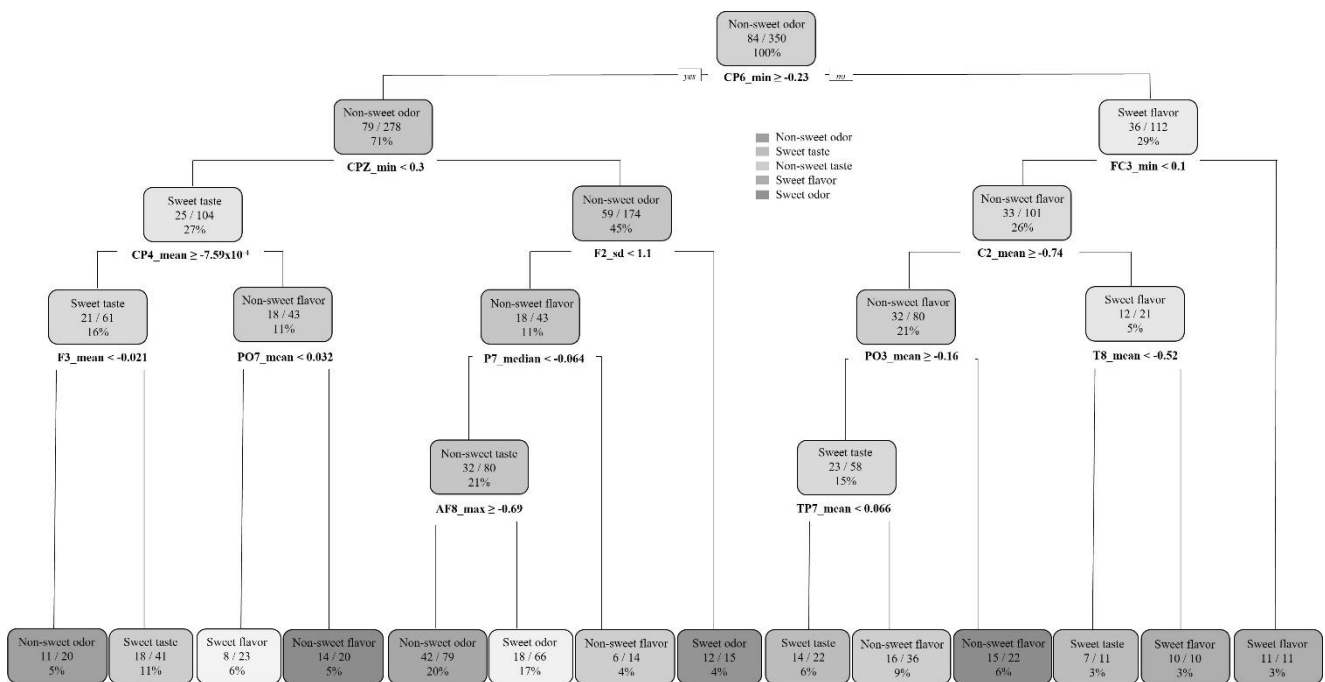 Non-sweet odor
84 / 350
100%
yes
CP6_min ≥ -0.23
no
Non-sweet odor
79 / 278
71%
CPZ_min < 0.3
Sweet flavor
36 / 112
29%
FC3_min < 0.1
Non-sweet odor
Sweet taste
Non-sweet taste
Sweet flavor
Sweet odor
Sweet taste
25 / 104
27%
CP4_mean ≥ -7.59x10⁻⁴
Non-sweet odor
59 / 174
45%
F2_sd < 1.1
Non-sweet flavor
33 / 101
26%
C2_mean ≥ -0.74
Sweet taste
21 / 61
16%
F3_mean < -0.021
Non-sweet flavor
18 / 43
11%
PO7_mean < 0.032
Non-sweet flavor
18 / 43
11%
P7_median < -0.064
Non-sweet flavor
32 / 80
21%
PO3_mean ≥ -0.16
Sweet flavor
12 / 21
5%
T8_mean < -0.52
Non-sweet taste
32 / 80
21%
AF8_max ≥ -0.69
Sweet taste
23 / 58
15%
TP7_mean < 0.066
Non-sweet odor
11 / 20
5%
Sweet taste
18 / 41
11%
Sweet flavor
8 / 23
6%
Non-sweet flavor
14 / 20
5%
Non-sweet odor
42 / 79
20%
Sweet odor
18 / 66
17%
Non-sweet flavor
6 / 14
4%
Sweet odor
12 / 15
4%
Sweet taste
14 / 22
6%
Non-sweet flavor
16 / 36
9%
Non-sweet flavor
15 / 22
6%
Sweet taste
7 / 11
3%
Sweet flavor
10 / 10
3%
Sweet flavor
11 / 11
3%